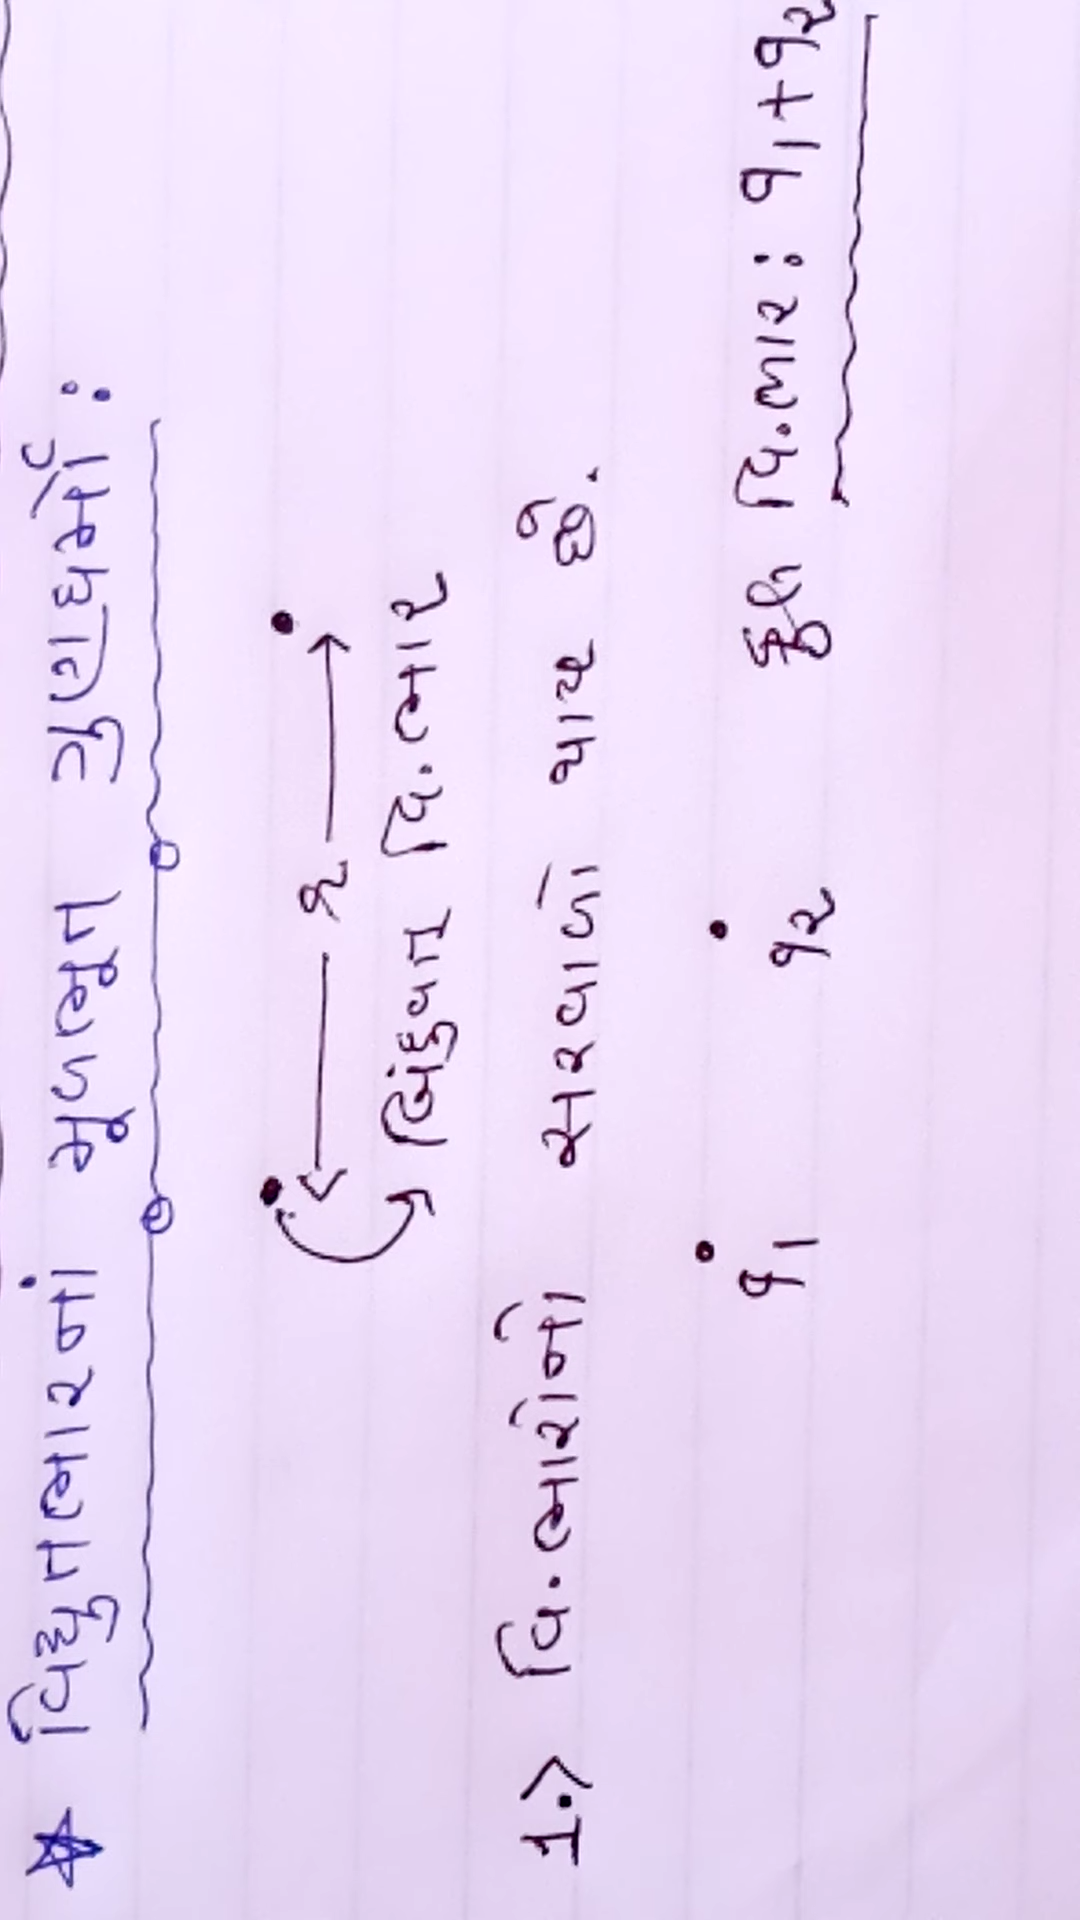 ☆ વિદ્યુતભારનાં મૂળભૂત ગુણધર્મો :
r
બિંદુવત વિ.ભાર
1.> વિ.ભારોનો સરવાળો થાય છે.
q1 q2 કુલ વિ.ભાર : q1+q2